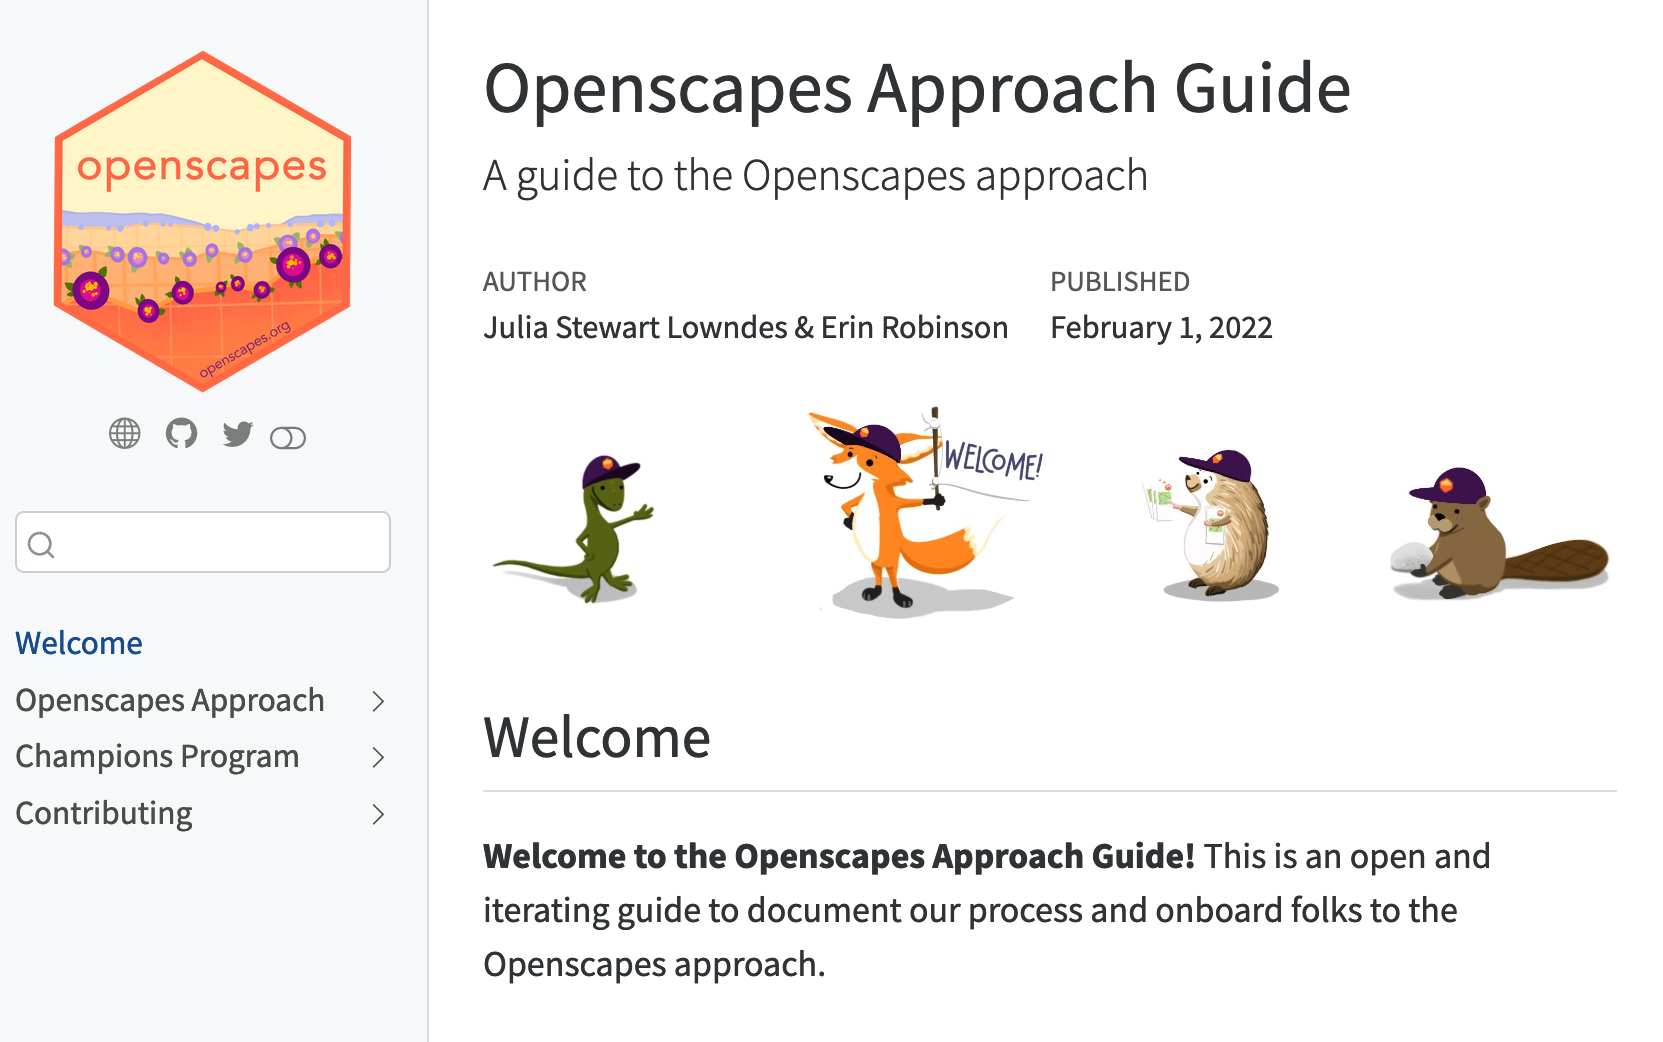 openscapes
openscapes.org
Welcome
Openscapes Approach
Champions Program
Contributing
Openscapes Approach Guide
A guide to the Openscapes approach
AUTHOR
Julia Stewart Lowndes & Erin Robinson
PUBLISHED
February 1, 2022
WELCOME!
Welcome
Welcome to the Openscapes Approach Guide! This is an open and
iterating guide to document our process and onboard folks to the
Openscapes approach.